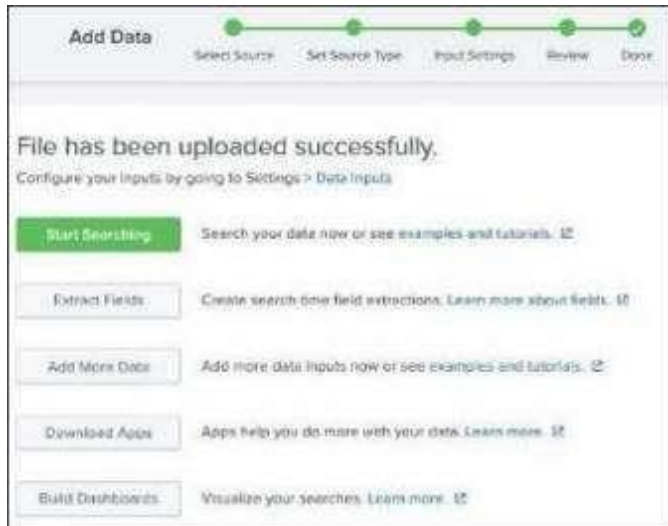 Add Data
Select Source Set Source Type Input Settings Review Done
File has been uploaded successfully.
Configure your inputs by going to Settings > Data Inputs
Start Searching Search your data now or see examples and tutorials.
Extract Fields Create search time field extractions. Learn more about fields.
Add More Data Add more data inputs now or see examples and tutorials.
Download Apps Apps help you do more with your data. Learn more.
Build Dashboards Visualize your searches. Learn more.